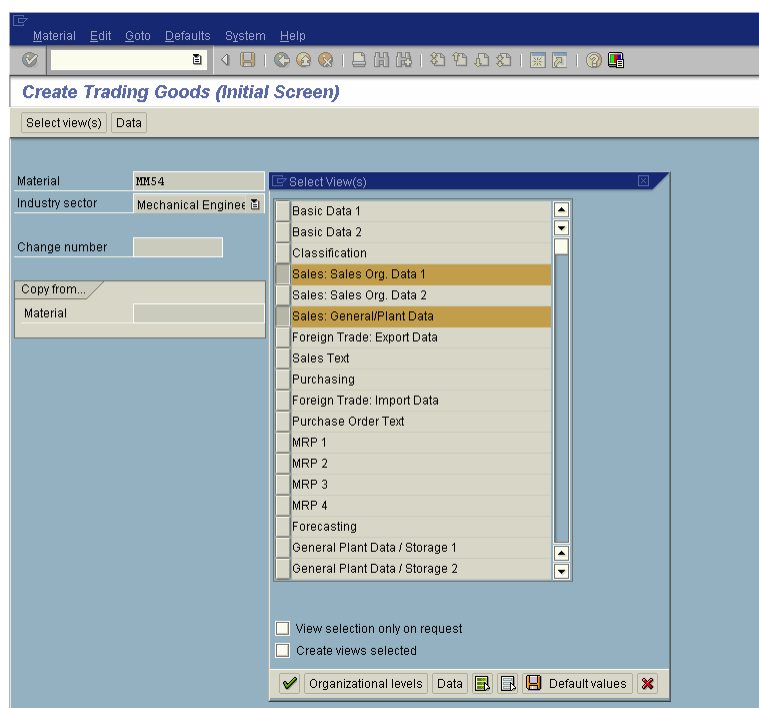 Material Edit Goto Defaults System Help
Create Trading Goods (Initial Screen)
Select view(s) Data
Material MM54
Industry sector Mechanical Enginee
Change number
Copy from...
Material
Select View(s)
Basic Data 1
Basic Data 2
Classification
Sales: Sales Org. Data 1
Sales: Sales Org. Data 2
Sales: General/Plant Data
Foreign Trade: Export Data
Sales Text
Purchasing
Foreign Trade: Import Data
Purchase Order Text
MRP 1
MRP 2
MRP 3
MRP 4
Forecasting
General Plant Data / Storage 1
General Plant Data / Storage 2
View selection only on request
Create views selected
Organizational levels Data Default values